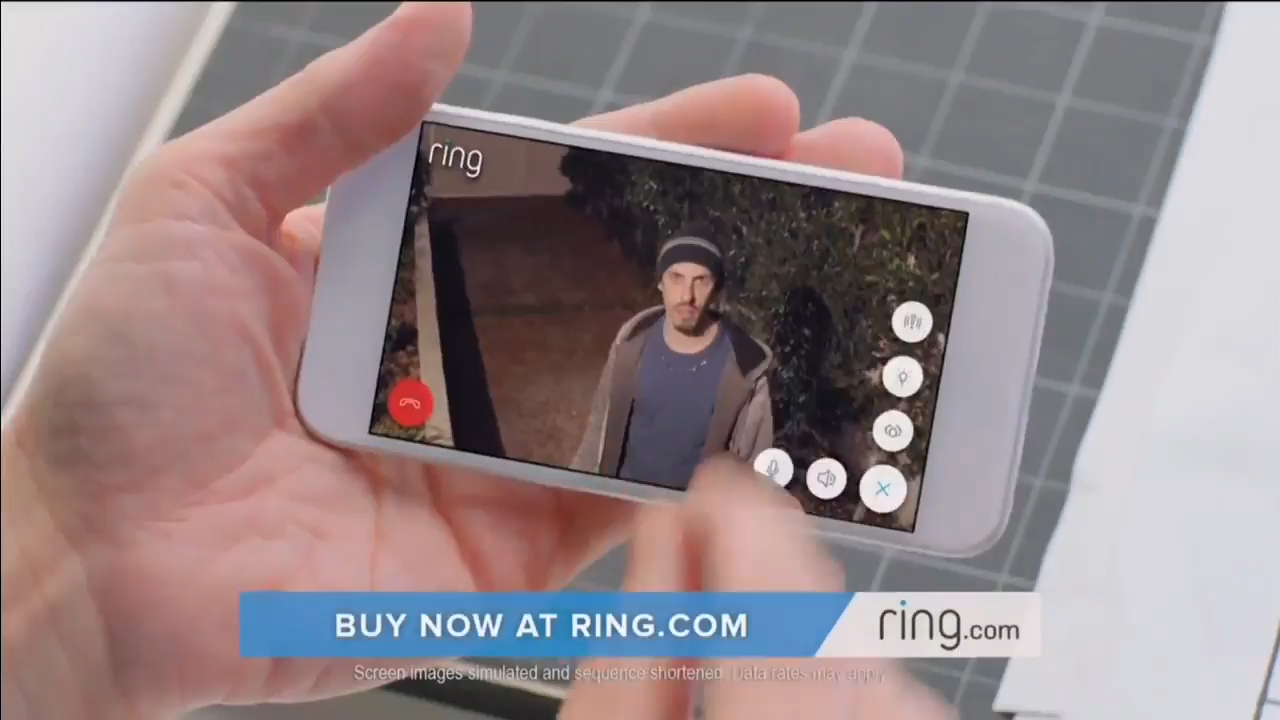 ring
BUY NOW AT RING.COM
ring.com
Screen images simulated and sequence shortened. Data rates may apply.